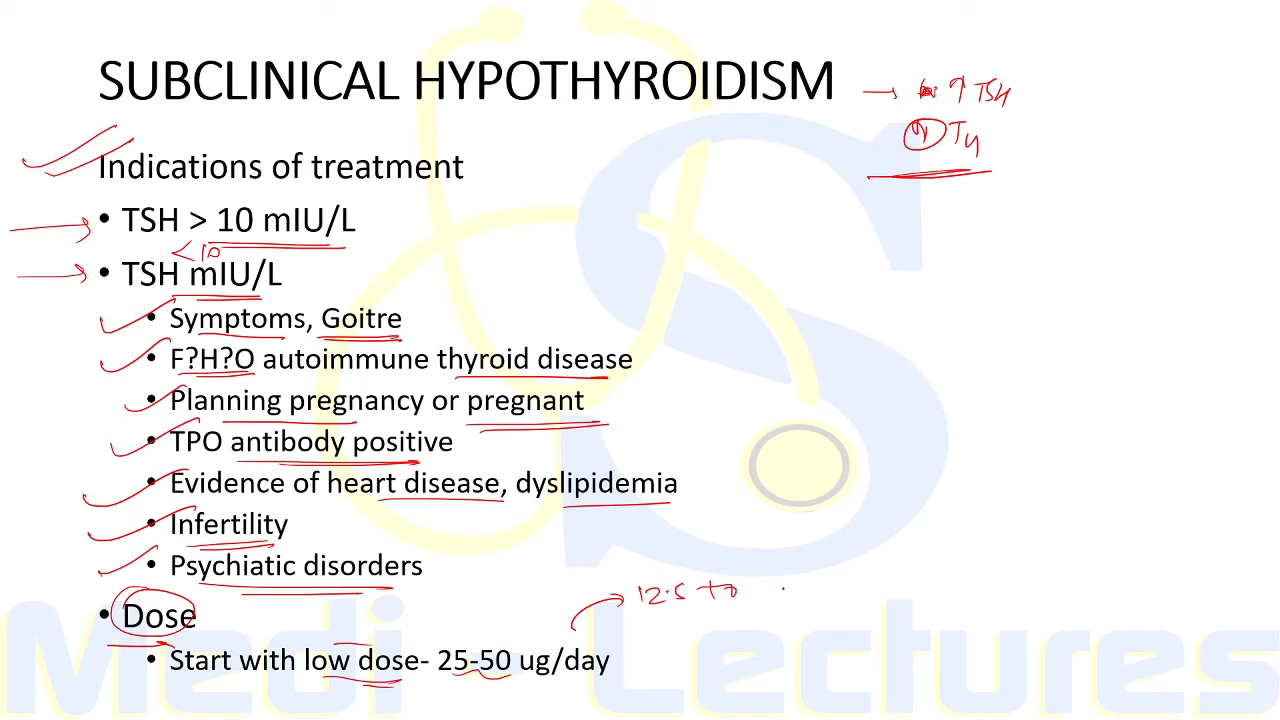 SUBCLINICAL HYPOTHYROIDISM
→ ↑ TSH
T4
Indications of treatment
• TSH > 10 mIU/L
<10
• TSH mIU/L
• Symptoms, Goitre
• F?H?O autoimmune thyroid disease
• Planning pregnancy or pregnant
• TPO antibody positive
• Evidence of heart disease, dyslipidemia
• Infertility
• Psychiatric disorders
12.5 to
• Dose
• Start with low dose- 25-50 ug/day
Medi Lectures